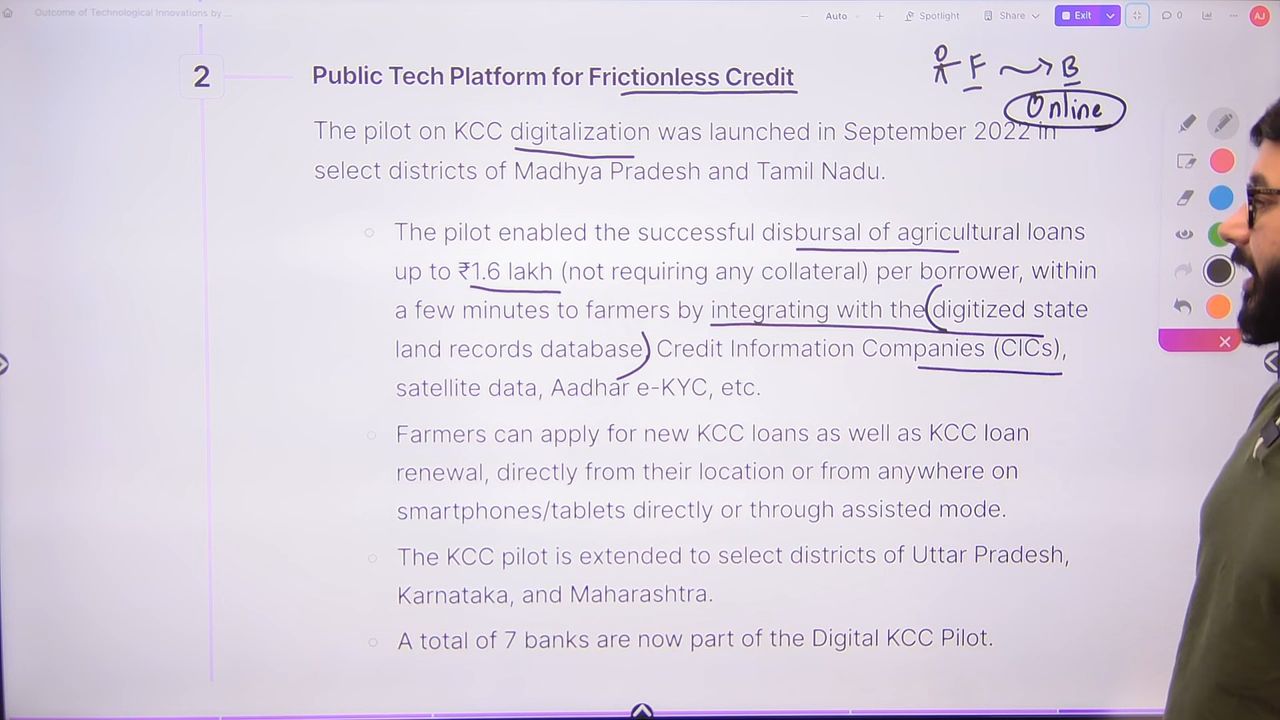 Outcome of Technological Innovations by ...
Auto
Spotlight
Share
Exit
0
AJ
F B
Online
2
Public Tech Platform for Frictionless Credit
The pilot on KCC digitalization was launched in September 2022 in
select districts of Madhya Pradesh and Tamil Nadu.
The pilot enabled the successful disbursal of agricultural loans
up to ₹1.6 lakh (not requiring any collateral) per borrower, within
a few minutes to farmers by integrating with the digitized state
land records database, Credit Information Companies (CICs),
satellite data, Aadhar e-KYC, etc.
Farmers can apply for new KCC loans as well as KCC loan
renewal, directly from their location or from anywhere on
smartphones/tablets directly or through assisted mode.
The KCC pilot is extended to select districts of Uttar Pradesh,
Karnataka, and Maharashtra.
A total of 7 banks are now part of the Digital KCC Pilot.